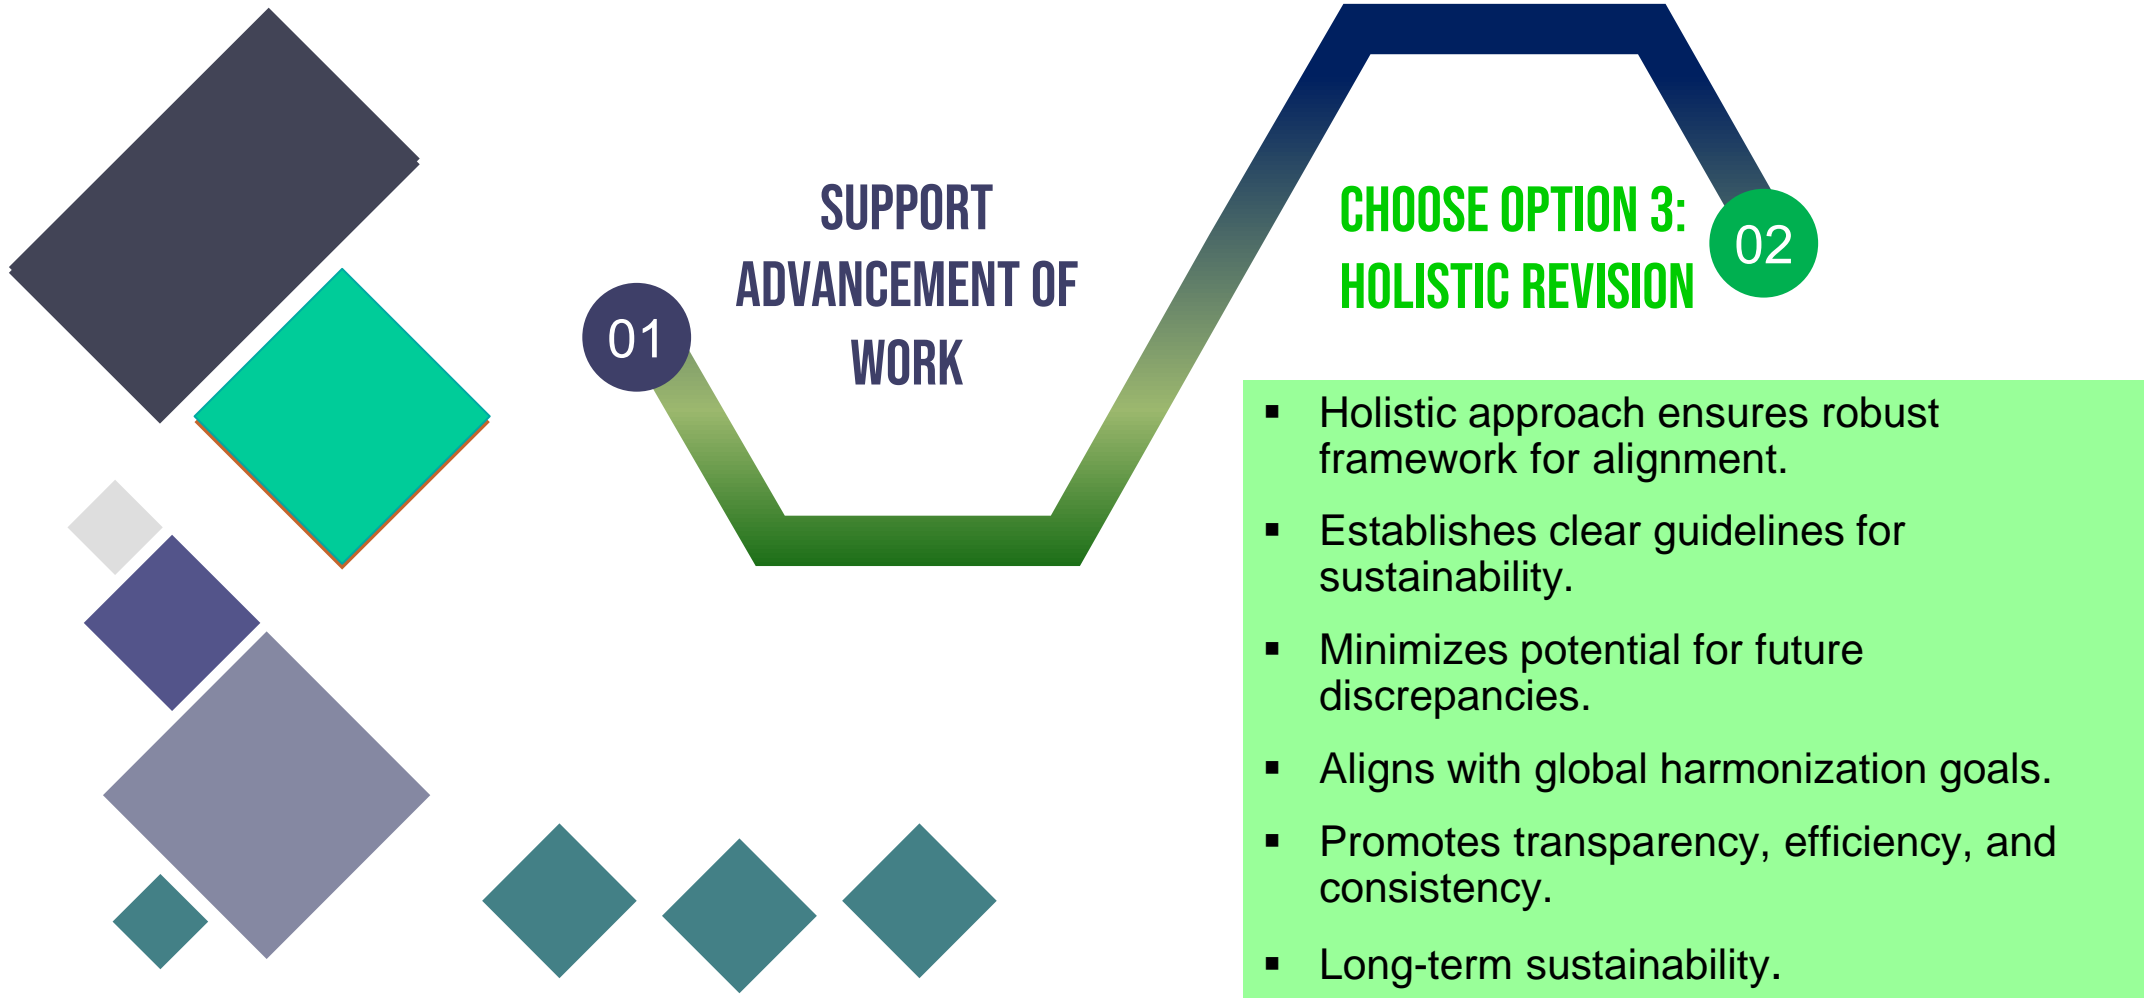 01
SUPPORT
ADVANCEMENT OF
WORK
CHOOSE OPTION 3:
HOLISTIC REVISION
02
▪ Holistic approach ensures robust
framework for alignment.
▪ Establishes clear guidelines for
sustainability.
▪ Minimizes potential for future
discrepancies.
▪ Aligns with global harmonization goals.
▪ Promotes transparency, efficiency, and
consistency.
▪ Long-term sustainability.